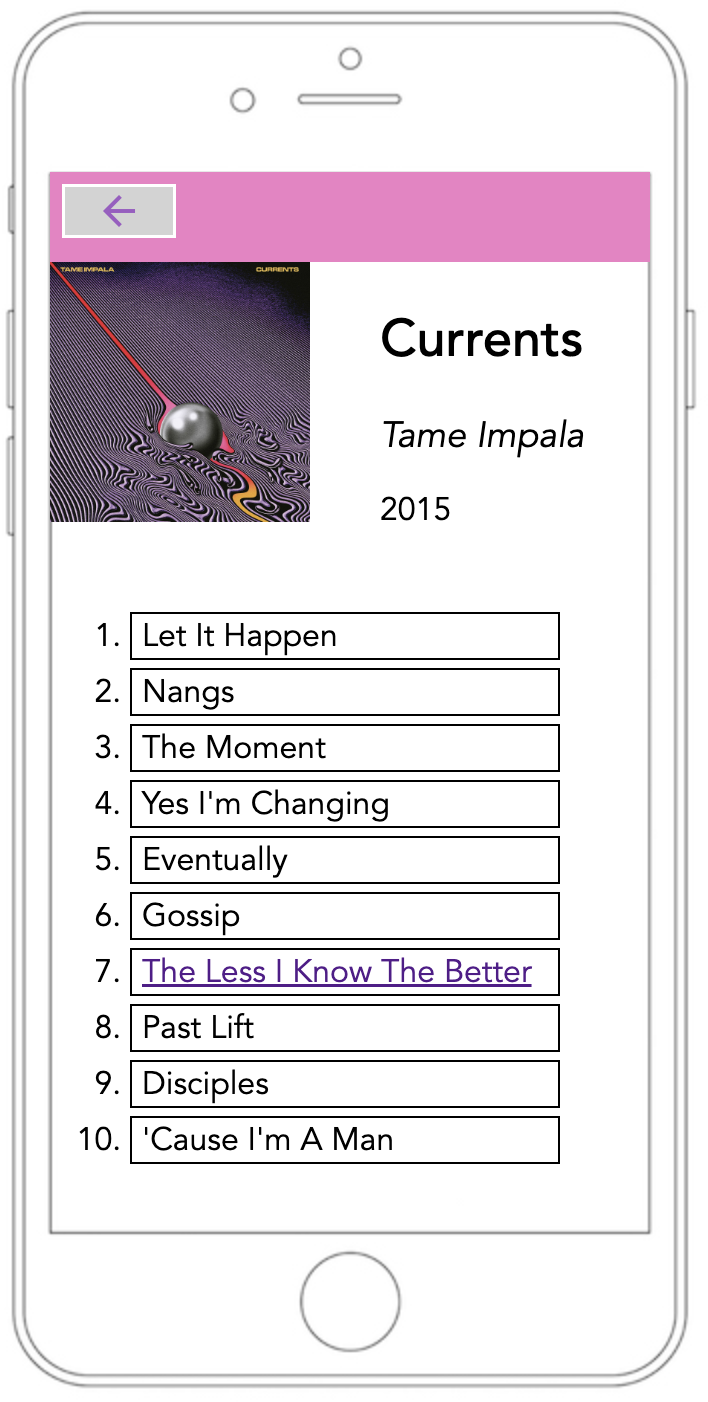 TAME IMPALA CURRENTS
Currents
Tame Impala
2015
1. Let It Happen
2. Nangs
3. The Moment
4. Yes I'm Changing
5. Eventually
6. Gossip
7. The Less I Know The Better
8. Past Lift
9. Disciples
10. 'Cause I'm A Man